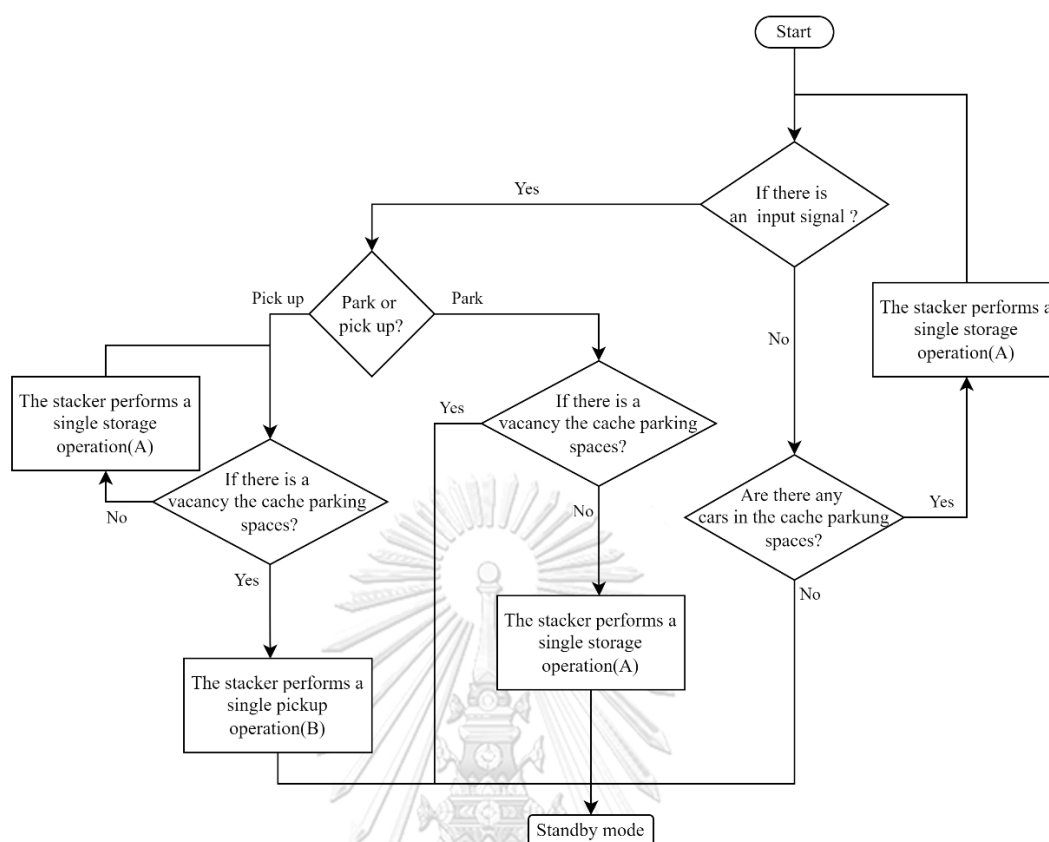 Start
If there is
an input signal ?
Yes
No
Park or
pick up?
Pick up
Park
The stacker performs a
single storage
operation(A)
If there is a
vacancy the cache parking
spaces?
No
Yes
The stacker performs a
single pickup
operation(B)
If there is a
vacancy the cache parking
spaces?
Yes
No
The stacker performs a
single storage
operation(A)
Are there any
cars in the cache parkung
spaces?
Yes
No
The stacker performs a
single storage
operation(A)
Standby mode